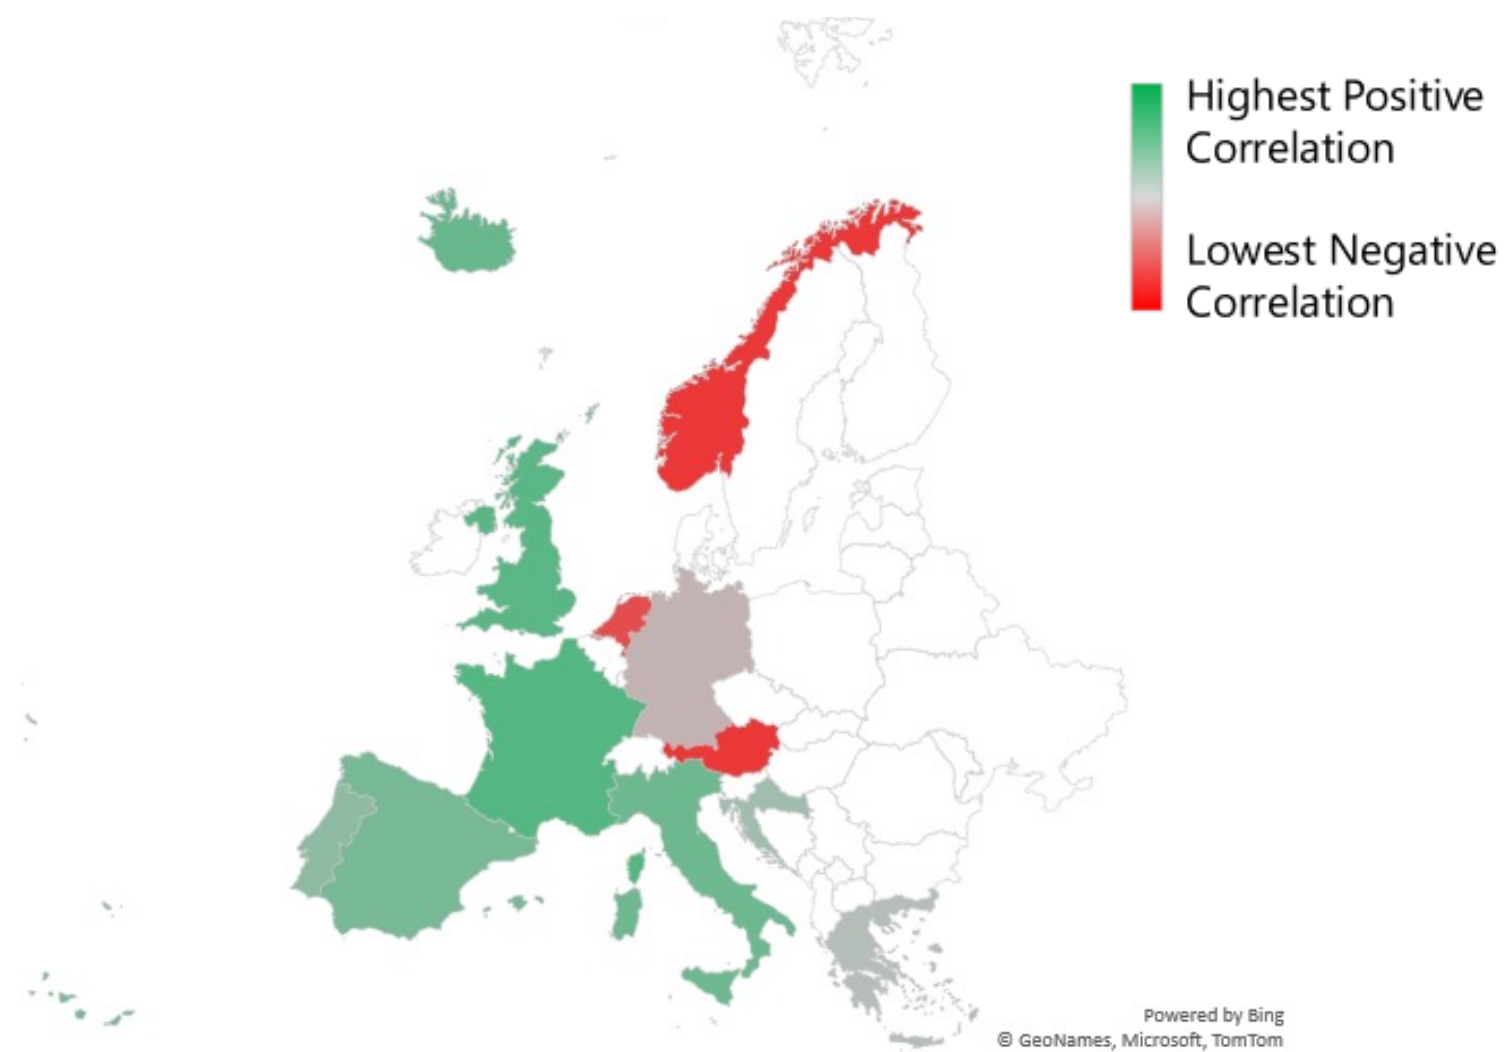 Highest Positive
Correlation
Lowest Negative
Correlation
Powered by Bing
© GeoNames, Microsoft, TomTom